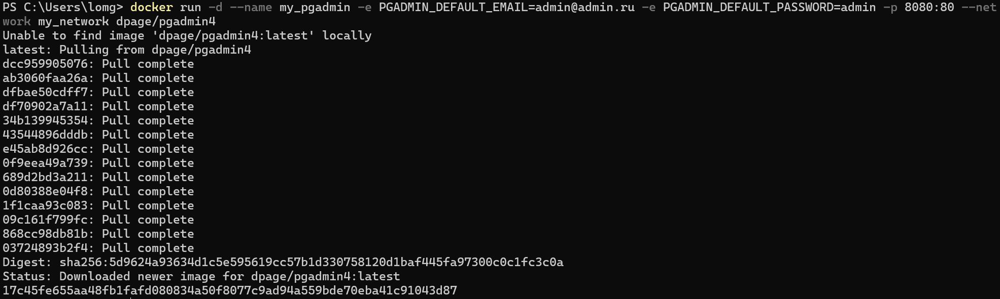 PS C:\Users\lomg> docker run -d --name my_pgadmin -e PGADMIN_DEFAULT_EMAIL=admin@admin.ru -e PGADMIN_DEFAULT_PASSWORD=admin -p 8080:80 --net
work my_network dpage/pgadmin4
Unable to find image 'dpage/pgadmin4:latest' locally
latest: Pulling from dpage/pgadmin4
dcc959905076: Pull complete
ab3060faa26a: Pull complete
dfbae50cdff7: Pull complete
df70902a7a11: Pull complete
34b139945354: Pull complete
43544896dddb: Pull complete
e45ab8d926cc: Pull complete
0f9eea49a739: Pull complete
689d2bd3a211: Pull complete
0d80388e04f8: Pull complete
1f1caa93c083: Pull complete
09c161f799fc: Pull complete
868cc98db81b: Pull complete
03724893b2f4: Pull complete
Digest: sha256:5d9624a93634d1c5e595619cc57b1d330758120d1baf445fa97300c0c1fc3c0a
Status: Downloaded newer image for dpage/pgadmin4:latest
17c45fe655aa48fb1fafd080834a50f8077c9ad94a559bde70eba41c91043d87